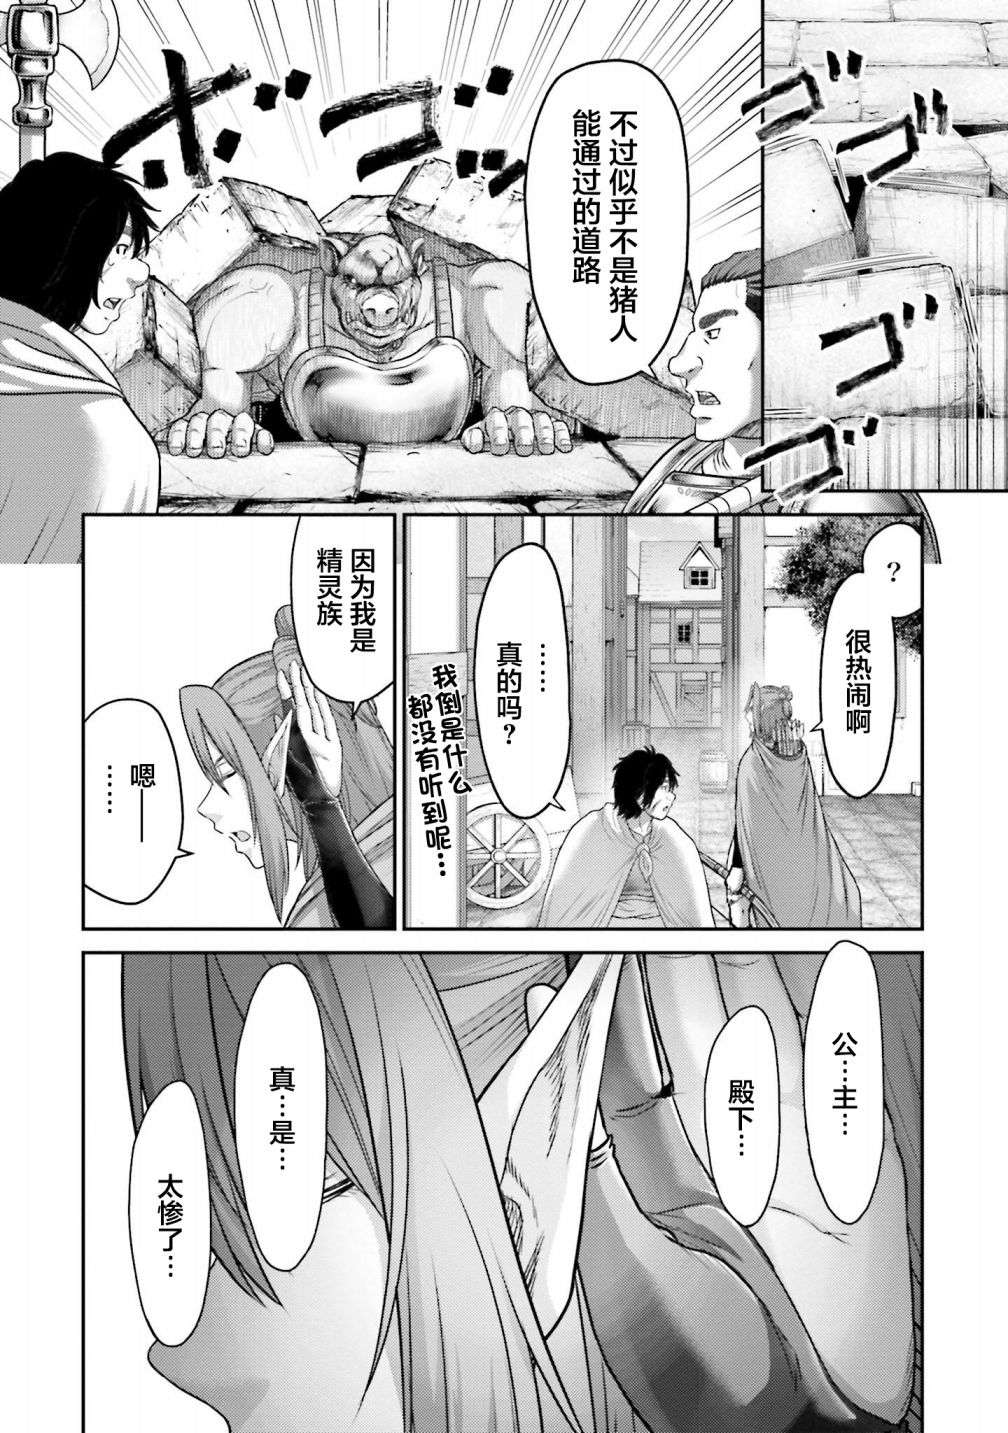 ゴゴゴゴ
ボゴッ
不过似乎不是猪人
能通过的道路
?
很热闹啊
……
真的吗?
我倒是什么
都没有听到呢…
因为我是
精灵族
嗯——
……
公…主…
殿下…
真…是…
太惨了…